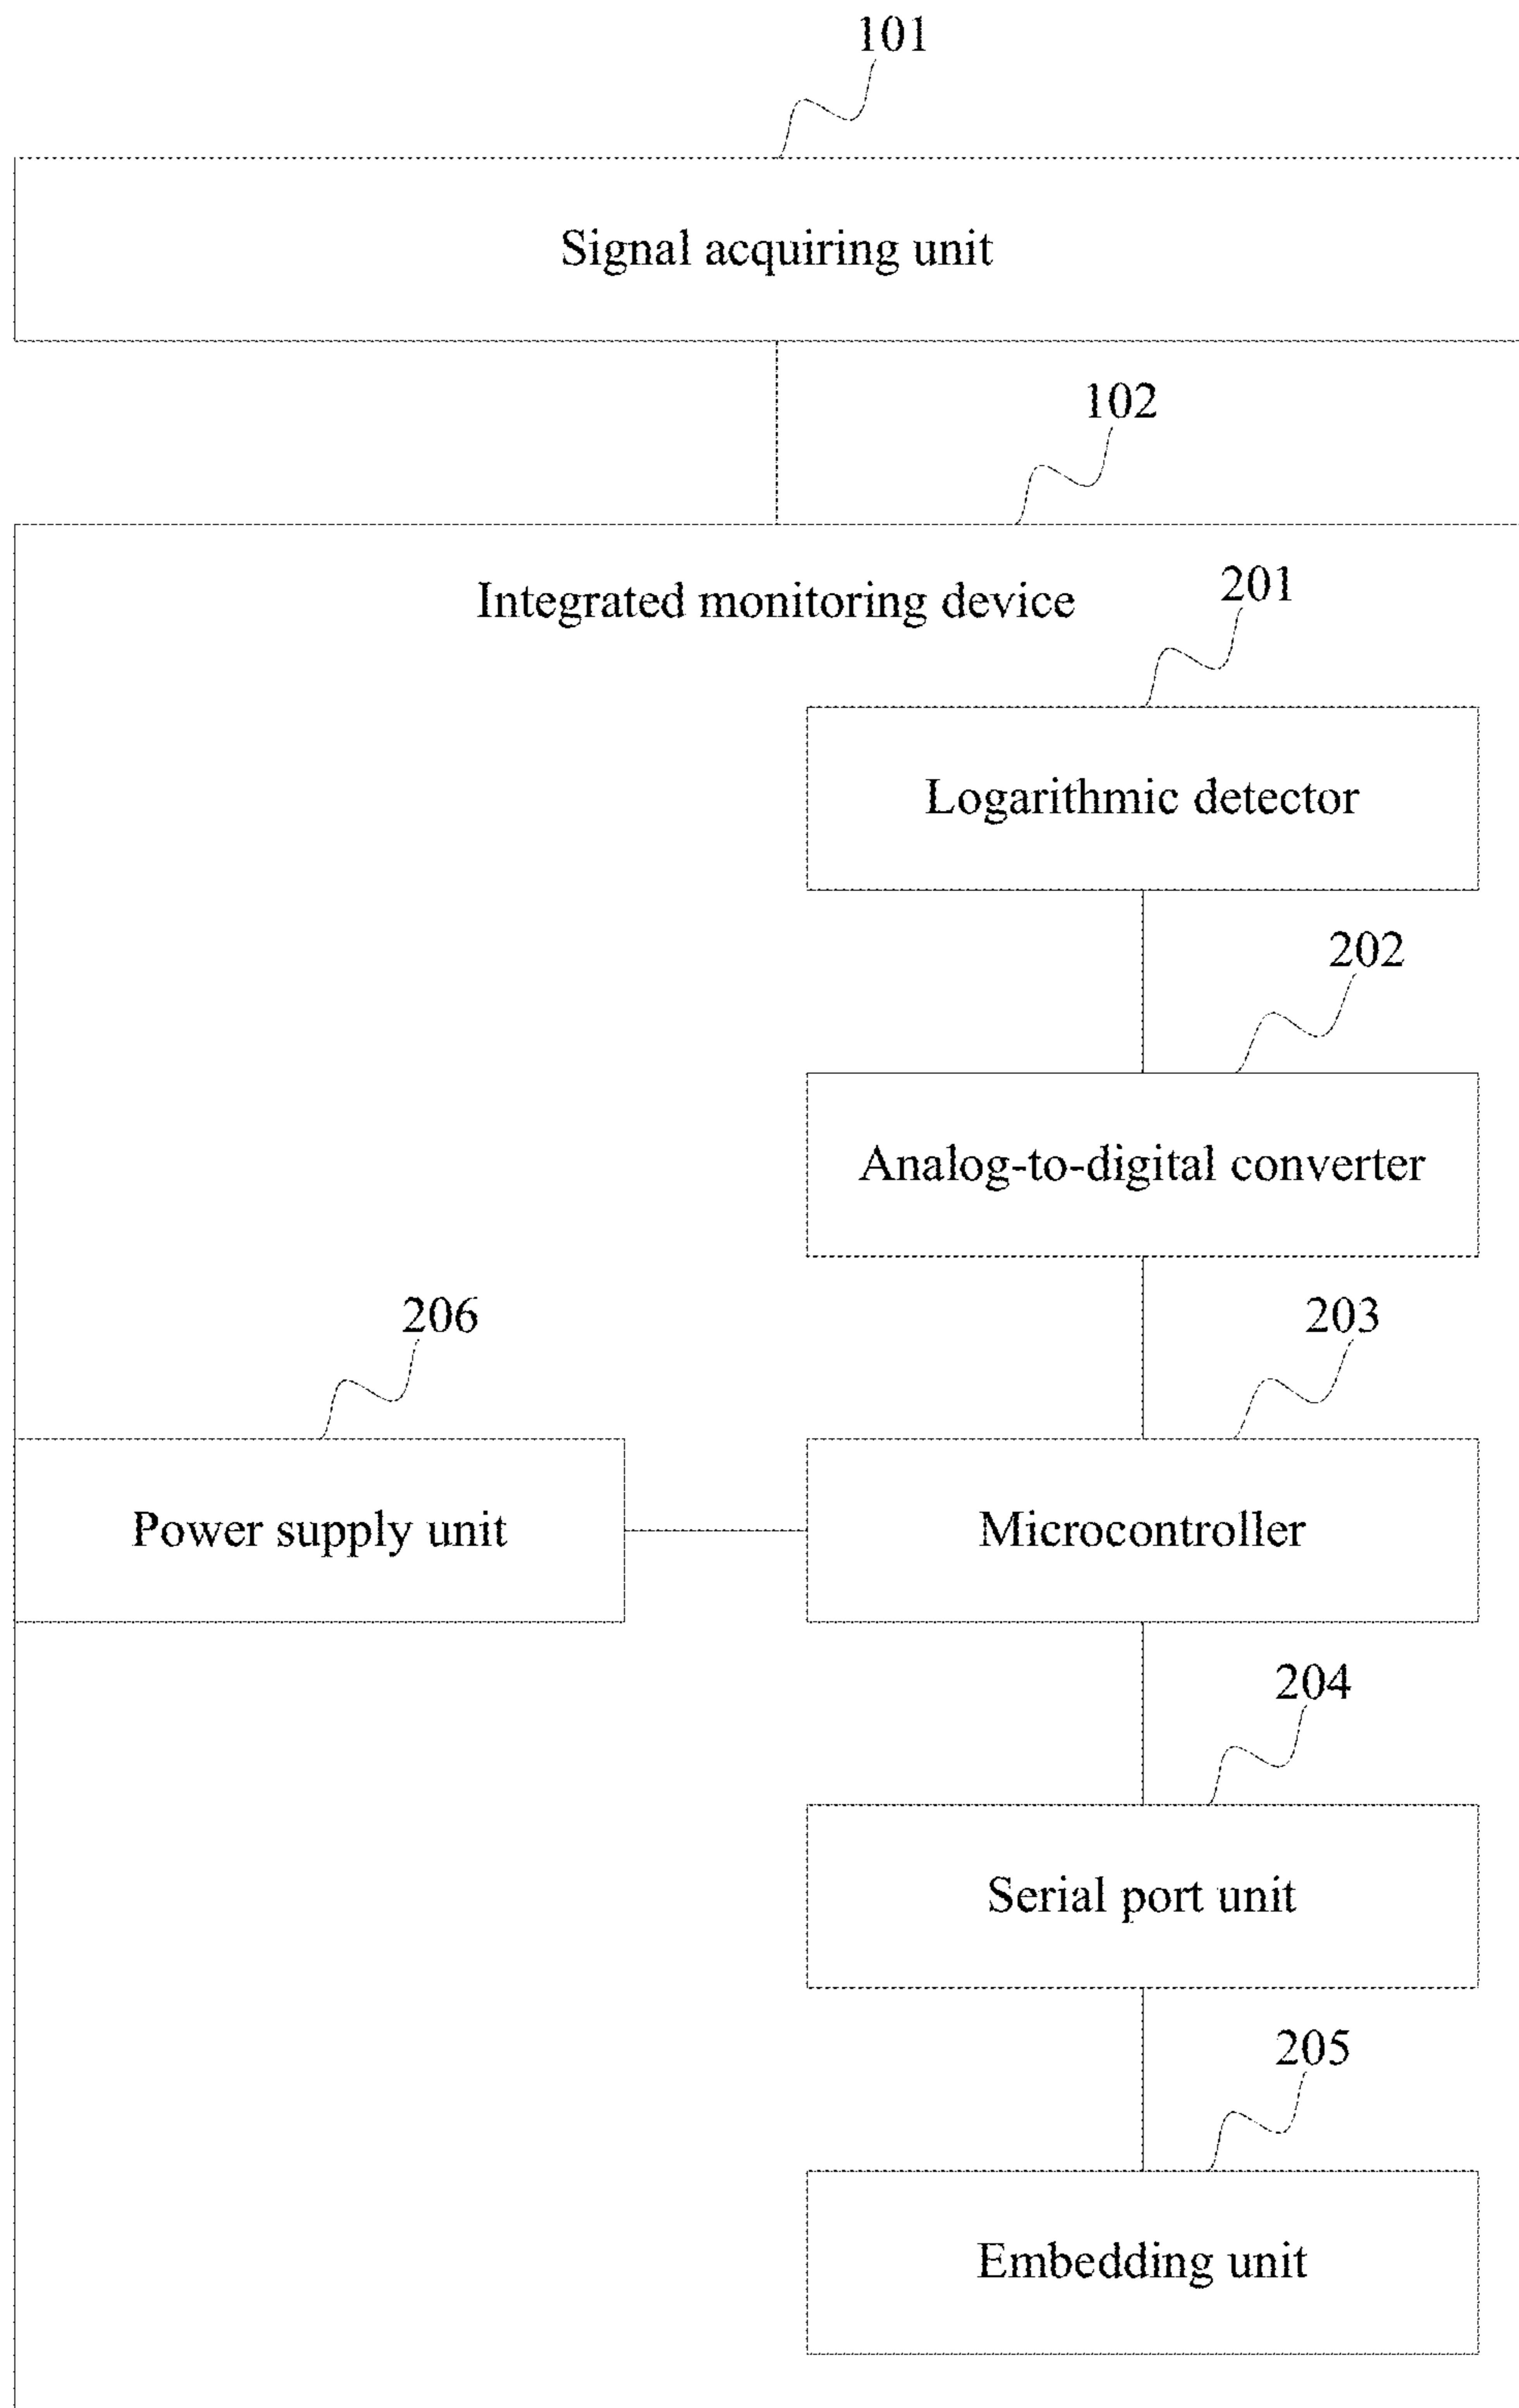 101
Signal acquiring unit
102
Integrated monitoring device
201
Logarithmic detector
202
Analog-to-digital converter
206
203
Power supply unit
Microcontroller
204
Serial port unit
205
Embedding unit